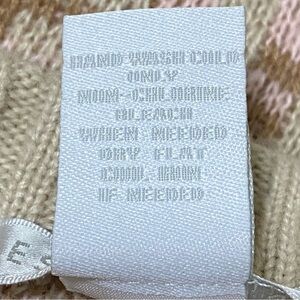 HAND WASH COLD
ONLY
NON-CHLORINE
BLEACH
WHEN NEEDED
DRY FLAT
COOL IRON
IF NEEDED
E